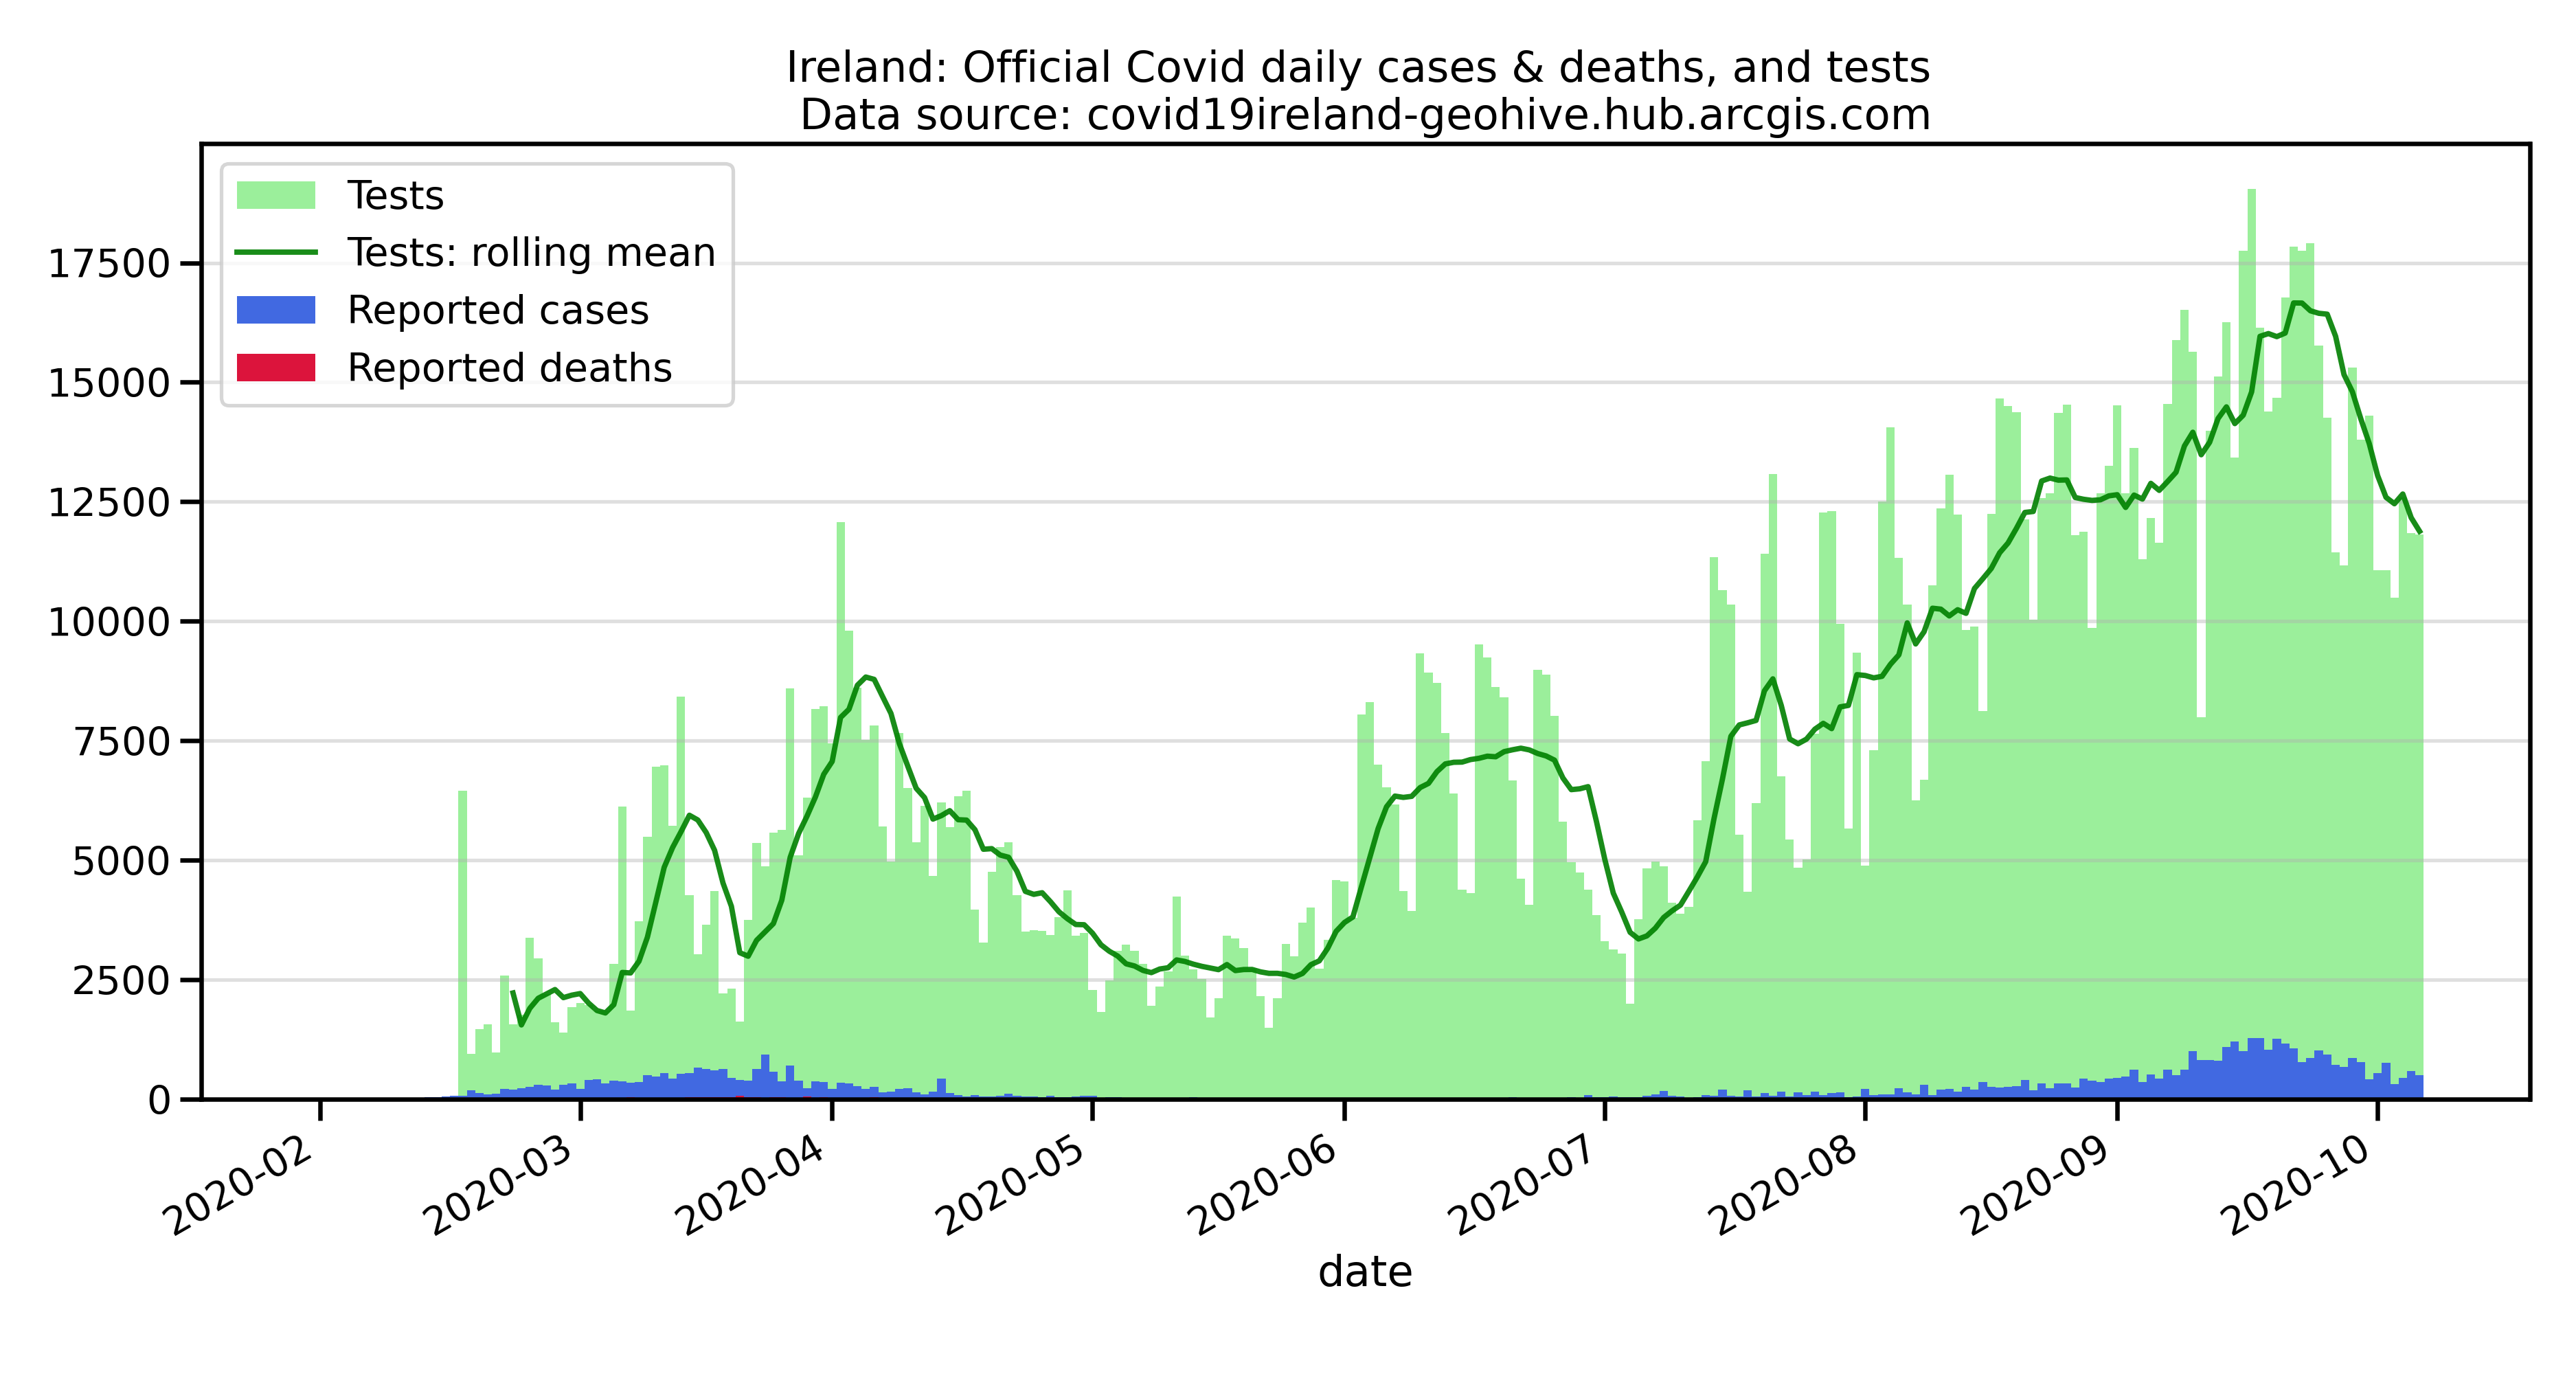 Ireland: Official Covid daily cases & deaths, and tests
Data source: covid19ireland-geohive.hub.arcgis.com
Tests
Tests: rolling mean
Reported cases
Reported deaths
17500
15000
12500
10000
7500
5000
2500
0
2020-02
2020-03
2020-04
2020-05
2020-06
2020-07
2020-08
2020-09
2020-10
date